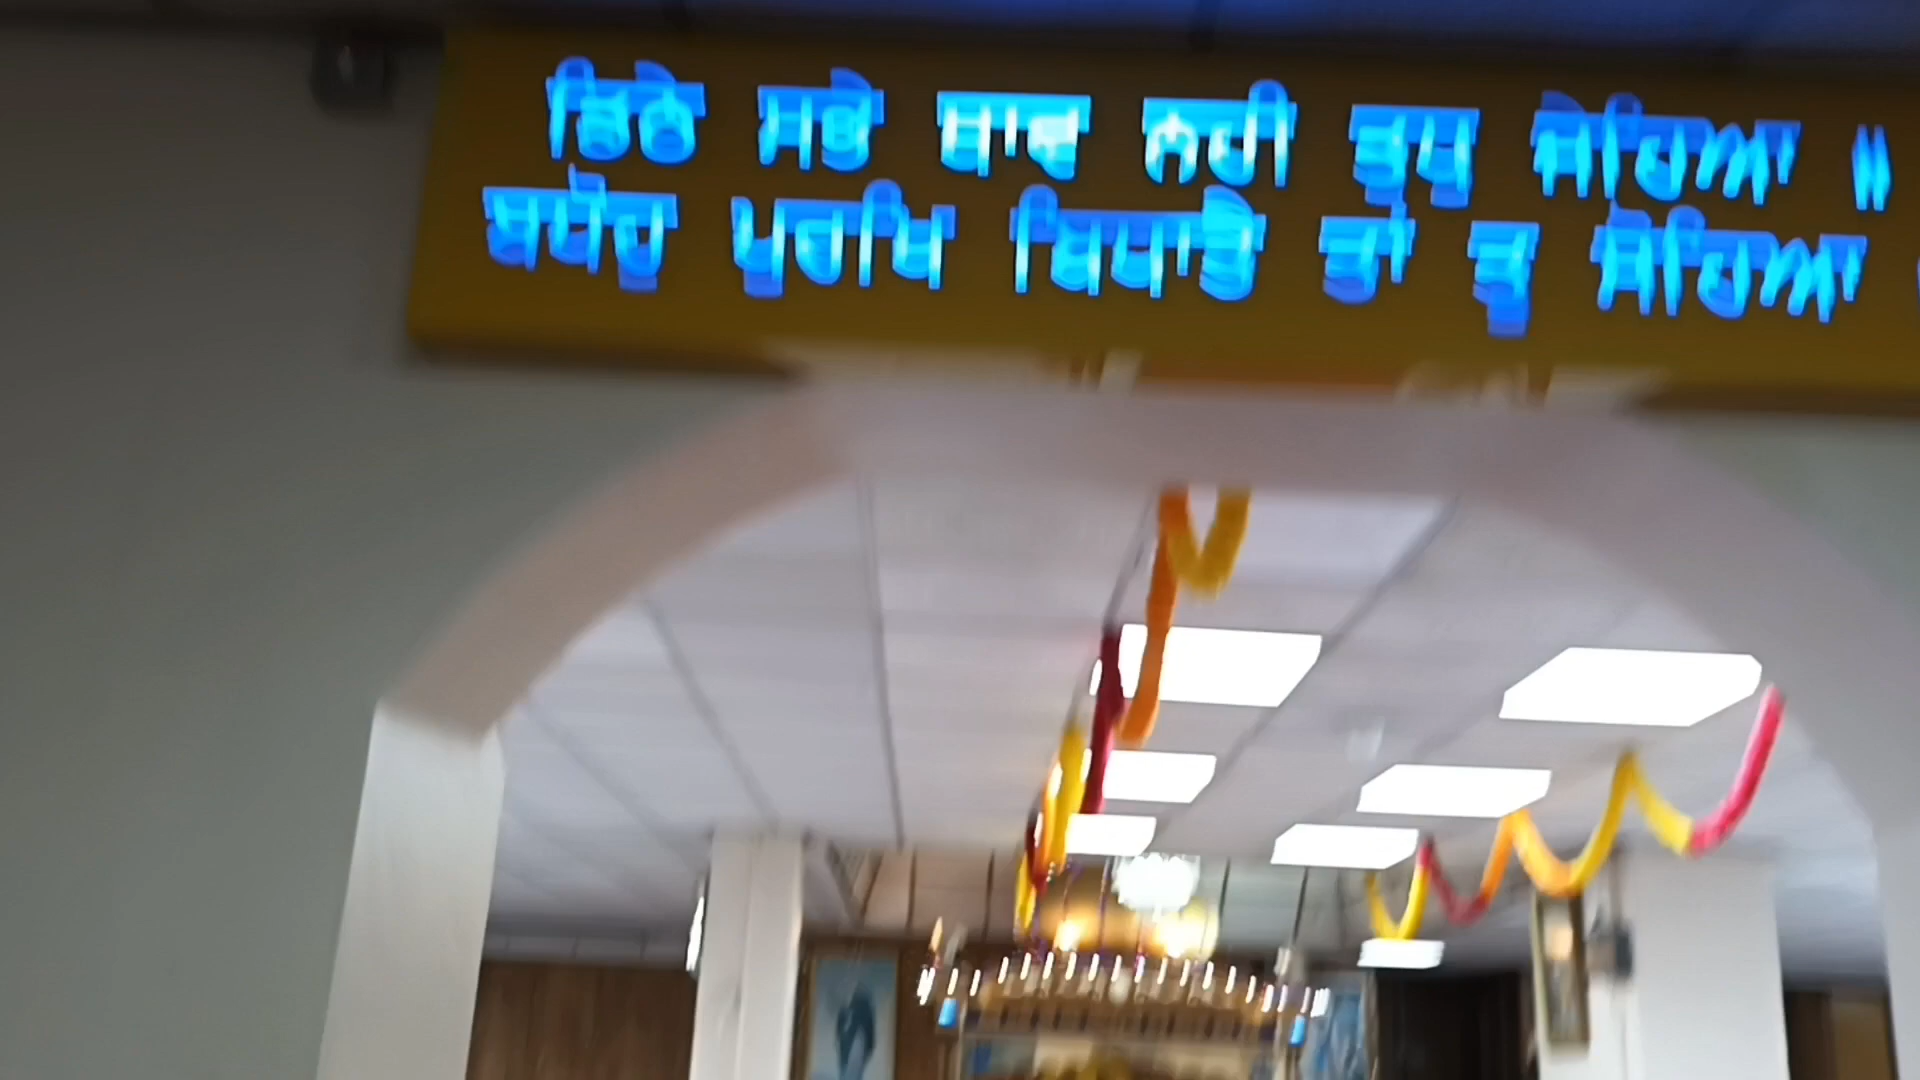 ਡਿਠੇ ਸਭੇ ਥਾਵ ਨਹੀ ਤੁਧੁ ਜੇਹਿਆ ॥
ਬਧੋਹੁ ਪੁਰਖਿ ਬਿਧਾਤੈ ਤਾਂ ਤੂ ਸੋਹਿਆ